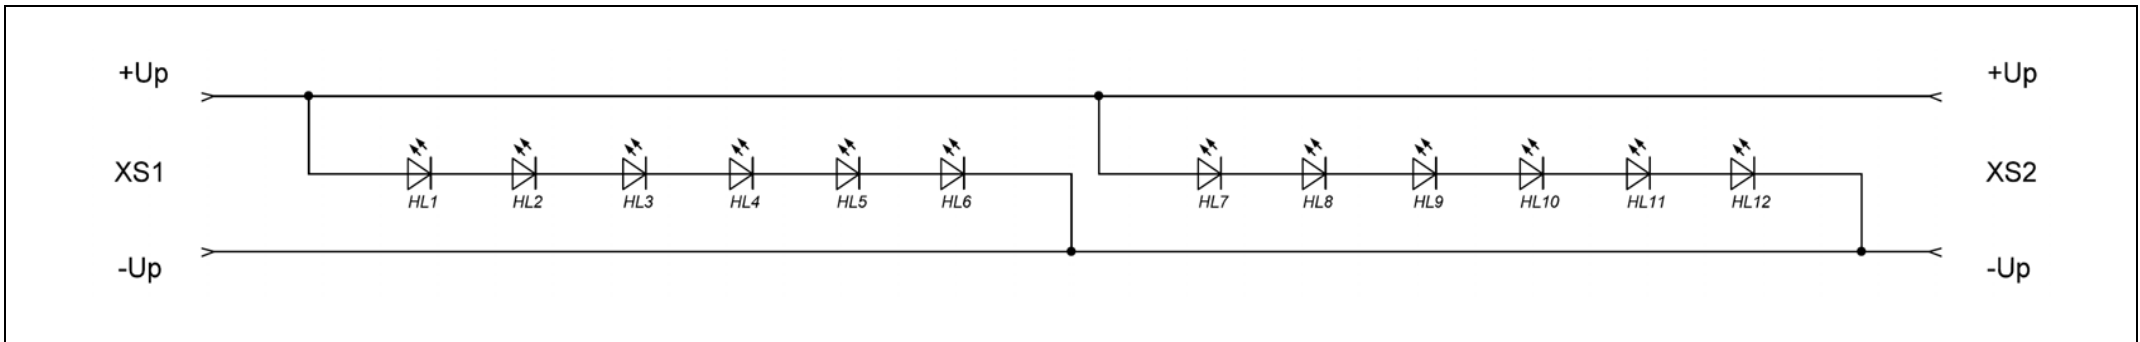 +Up +Up
XS1 XS2
HL1 HL2 HL3 HL4 HL5 HL6 HL7 HL8 HL9 HL10 HL11 HL12
-Up -Up